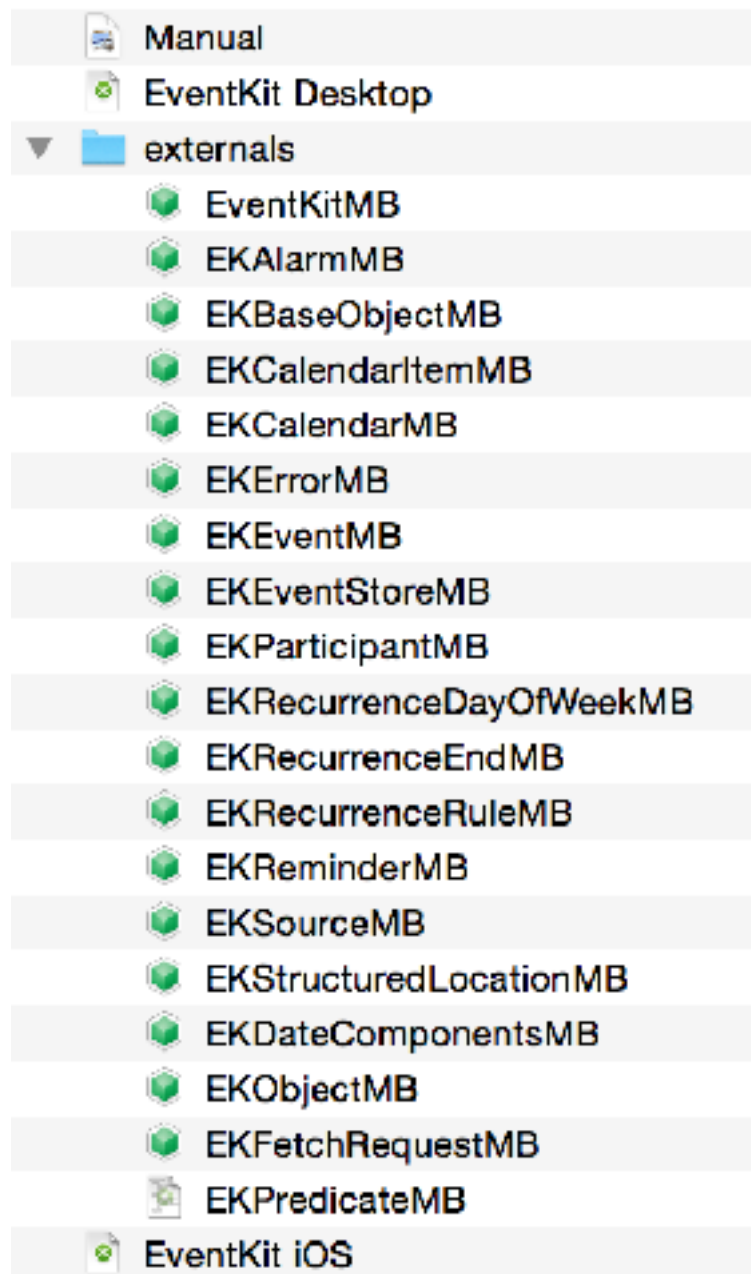 Manual
EventKit Desktop
externals
EventKitMB
EKAlarmMB
EKBaseObjectMB
EKCalendarItemMB
EKCalendarMB
EKErrorMB
EKEventMB
EKEventStoreMB
EKParticipantMB
EKRecurrenceDayOfWeekMB
EKRecurrenceEndMB
EKRecurrenceRuleMB
EKReminderMB
EKSourceMB
EKStructuredLocationMB
EKDateComponentsMB
EKObjectMB
EKFetchRequestMB
EKPredicateMB
EventKit iOS